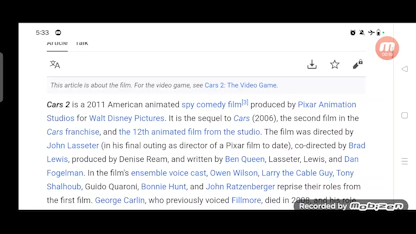 5:33
Article Talk
This article is about the film. For the video game, see Cars 2: The Video Game.
Cars 2 is a 2011 American animated spy comedy film[3] produced by Pixar Animation
Studios for Walt Disney Pictures. It is the sequel to Cars (2006), the second film in the
Cars franchise, and the 12th animated film from the studio. The film was directed by
John Lasseter (in his final outing as director of a Pixar film to date), co-directed by Brad
Lewis, produced by Denise Ream, and written by Ben Queen, Lasseter, Lewis, and Dan
Fogelman. In the film's ensemble voice cast, Owen Wilson, Larry the Cable Guy, Tony
Shalhoub, Guido Quaroni, Bonnie Hunt, and John Ratzenberger reprise their roles from
the first film. George Carlin, who previously voiced Fillmore, died in 2008, and his role
Recorded by Mobizen